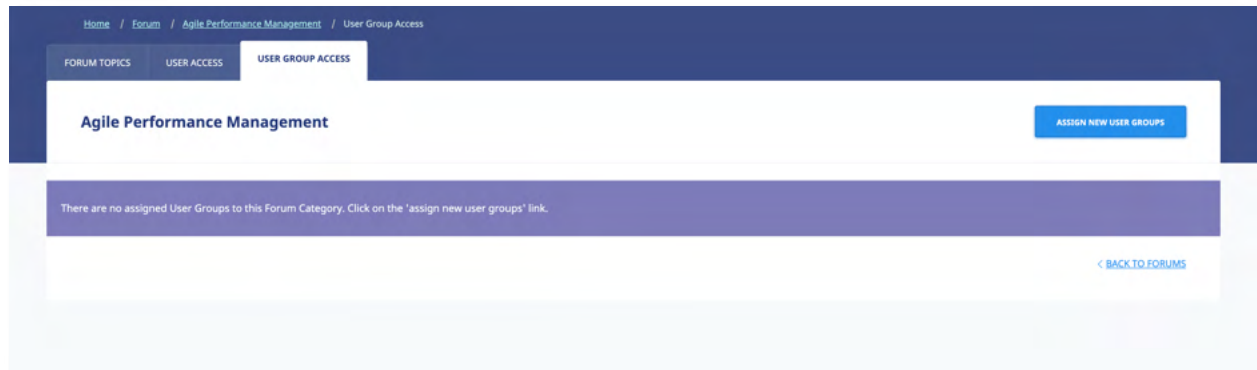 Home / Forum / Agile Performance Management / User Group Access
FORUM TOPICS USER ACCESS USER GROUP ACCESS
Agile Performance Management
ASSIGN NEW USER GROUPS
There are no assigned User Groups to this Forum Category. Click on the 'assign new user groups' link.
< BACK TO FORUMS